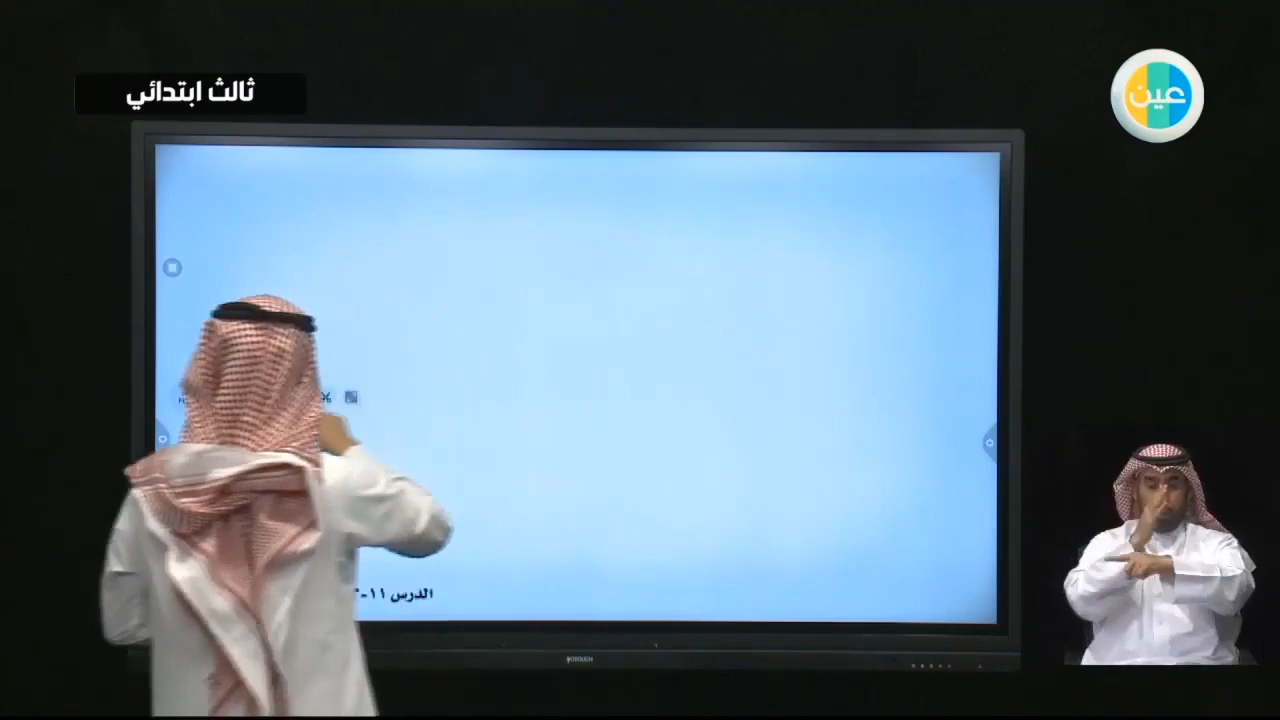 ثالث ابتدائي
عين
الدرس ١١-